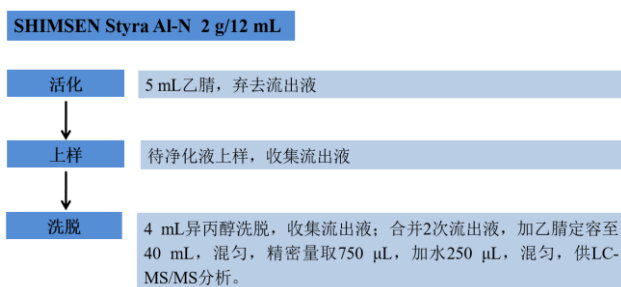 SHIMSEN Styra Al-N 2 g/12 mL
活化
5 mL乙腈，弃去流出液
上样
待净化液上样，收集流出液
洗脱
4 mL异丙醇洗脱，收集流出液；合并2次流出液，加乙腈定容至
40 mL，混匀，精密量取750 μL，加水250 μL，混匀，供LC-
MS/MS分析。